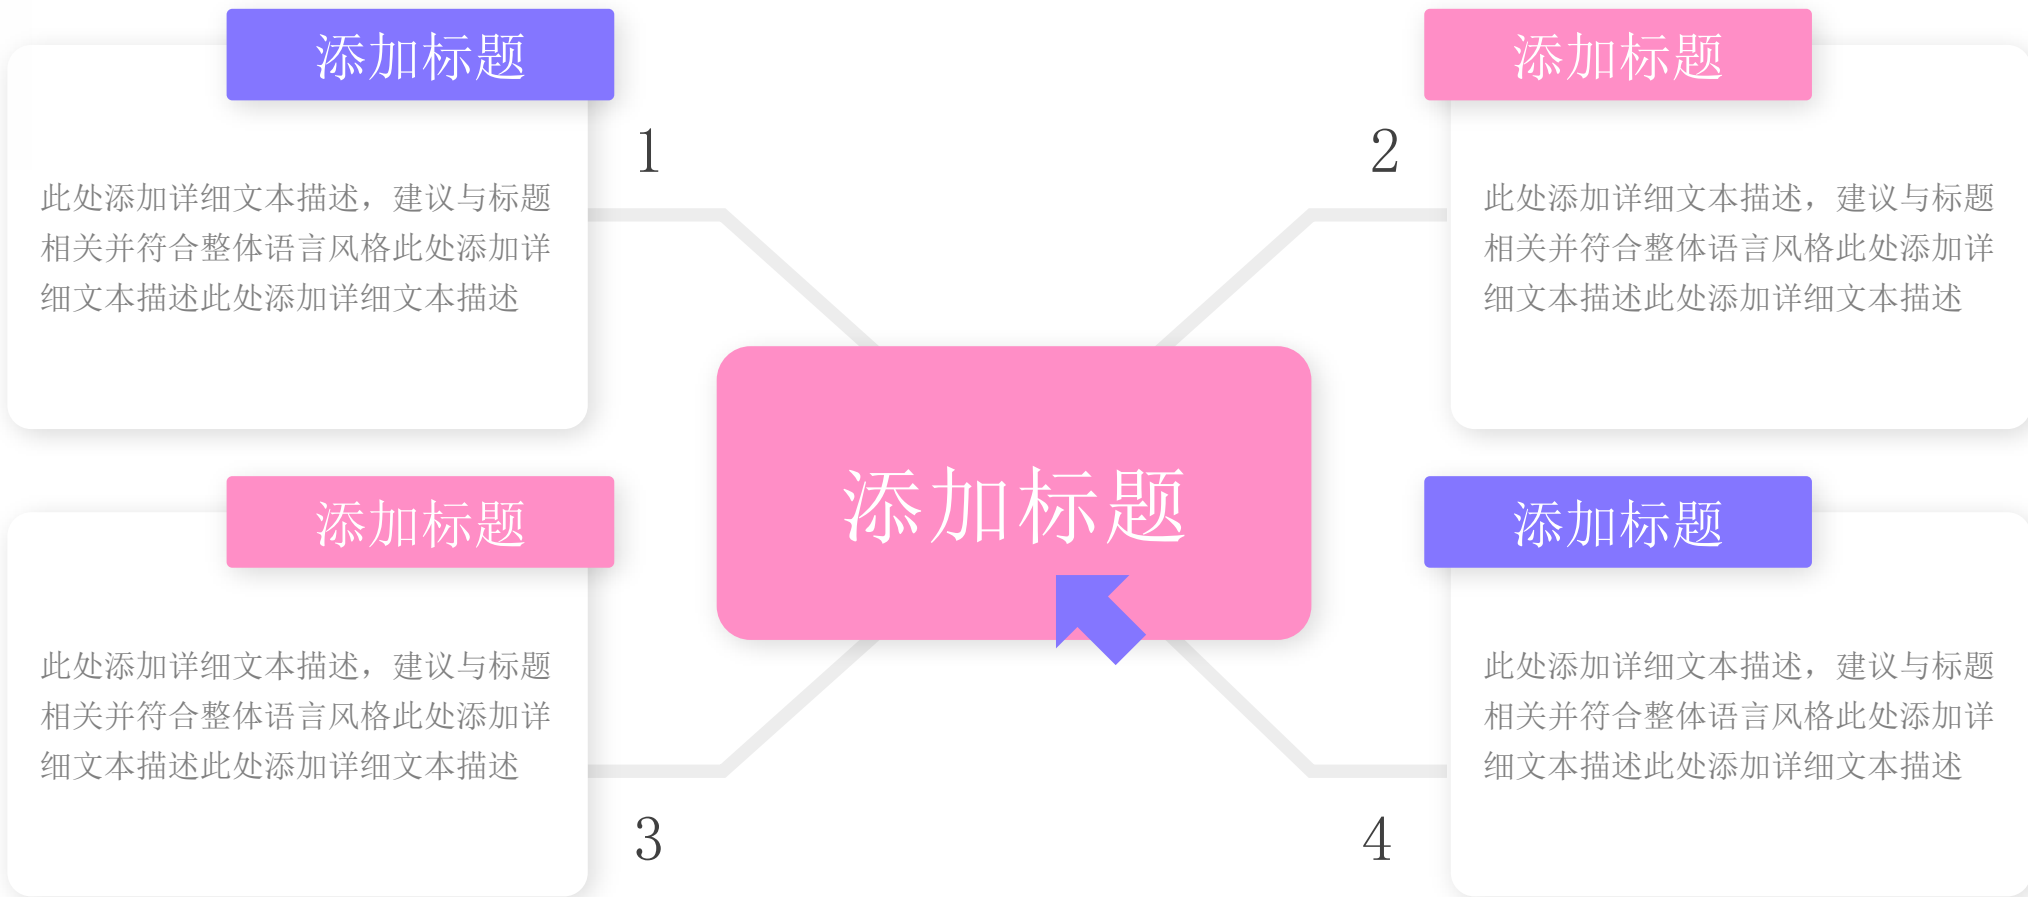 添加标题
1
此处添加详细文本描述，建议与标题
相关并符合整体语言风格此处添加详
细文本描述此处添加详细文本描述
添加标题
2
此处添加详细文本描述，建议与标题
相关并符合整体语言风格此处添加详
细文本描述此处添加详细文本描述
添加标题
添加标题
3
此处添加详细文本描述，建议与标题
相关并符合整体语言风格此处添加详
细文本描述此处添加详细文本描述
添加标题
4
此处添加详细文本描述，建议与标题
相关并符合整体语言风格此处添加详
细文本描述此处添加详细文本描述